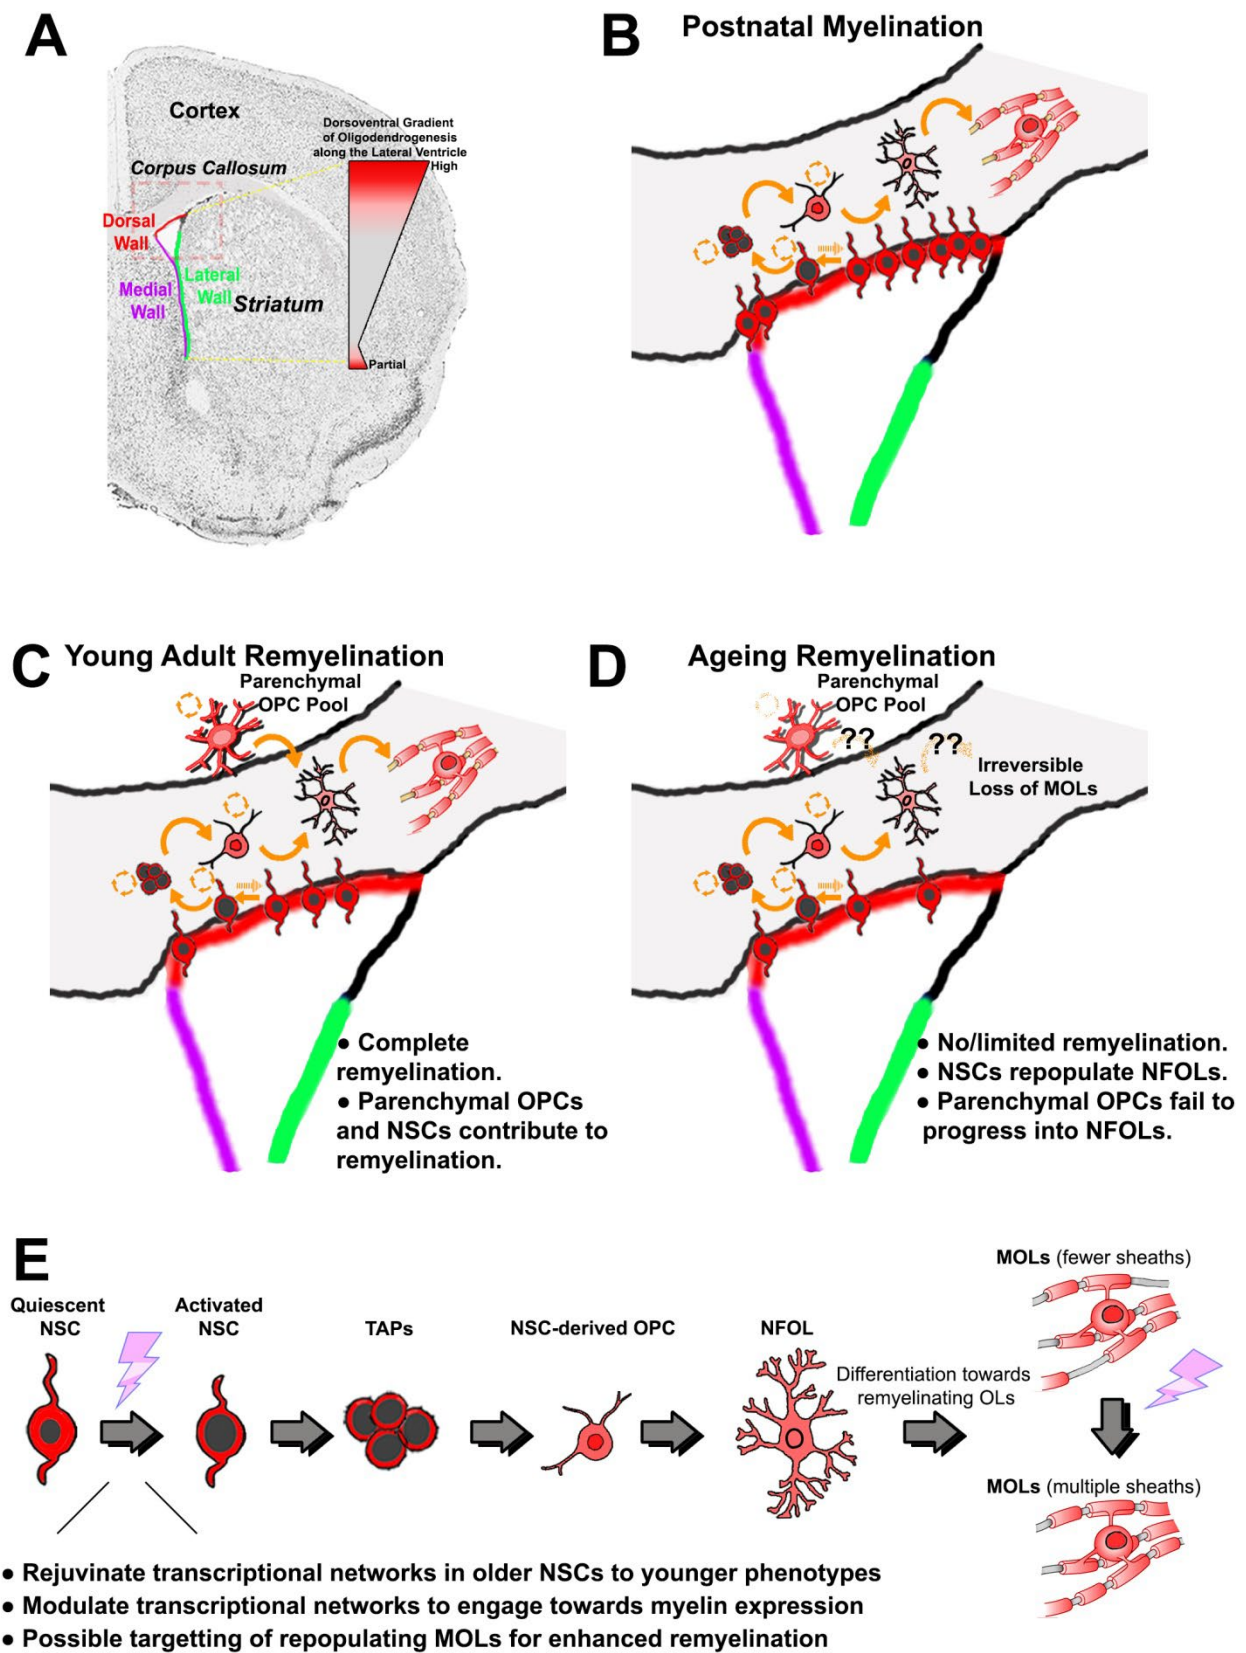 A
Cortex
Corpus Callosum
Dorsal
Wall
Medial
Wall
Lateral
Wall
Striatum
Dorsoventral Gradient
of Oligodendrogenesis
along the Lateral Ventricle
High
Partial
B
Postnatal Myelination
C
Young Adult Remyelination
Parenchymal
OPC Pool
● Complete
remyelination.
● Parenchymal OPCs
and NSCs contribute to
remyelination.
D
Ageing Remyelination
Parenchymal
OPC Pool
??
??
Irreversible
Loss of MOLs
● No/limited remyelination.
● NSCs repopulate NFOLs.
● Parenchymal OPCs fail to
progress into NFOLs.
E
Quiescent
NSC
Activated
NSC
TAPs
NSC-derived OPC
NFOL
Differentiation towards
remyelinating OLs
MOLs (fewer sheaths)
MOLs (multiple sheaths)
● Rejuvinate transcriptional networks in older NSCs to younger phenotypes
● Modulate transcriptional networks to engage towards myelin expression
● Possible targetting of repopulating MOLs for enhanced remyelination